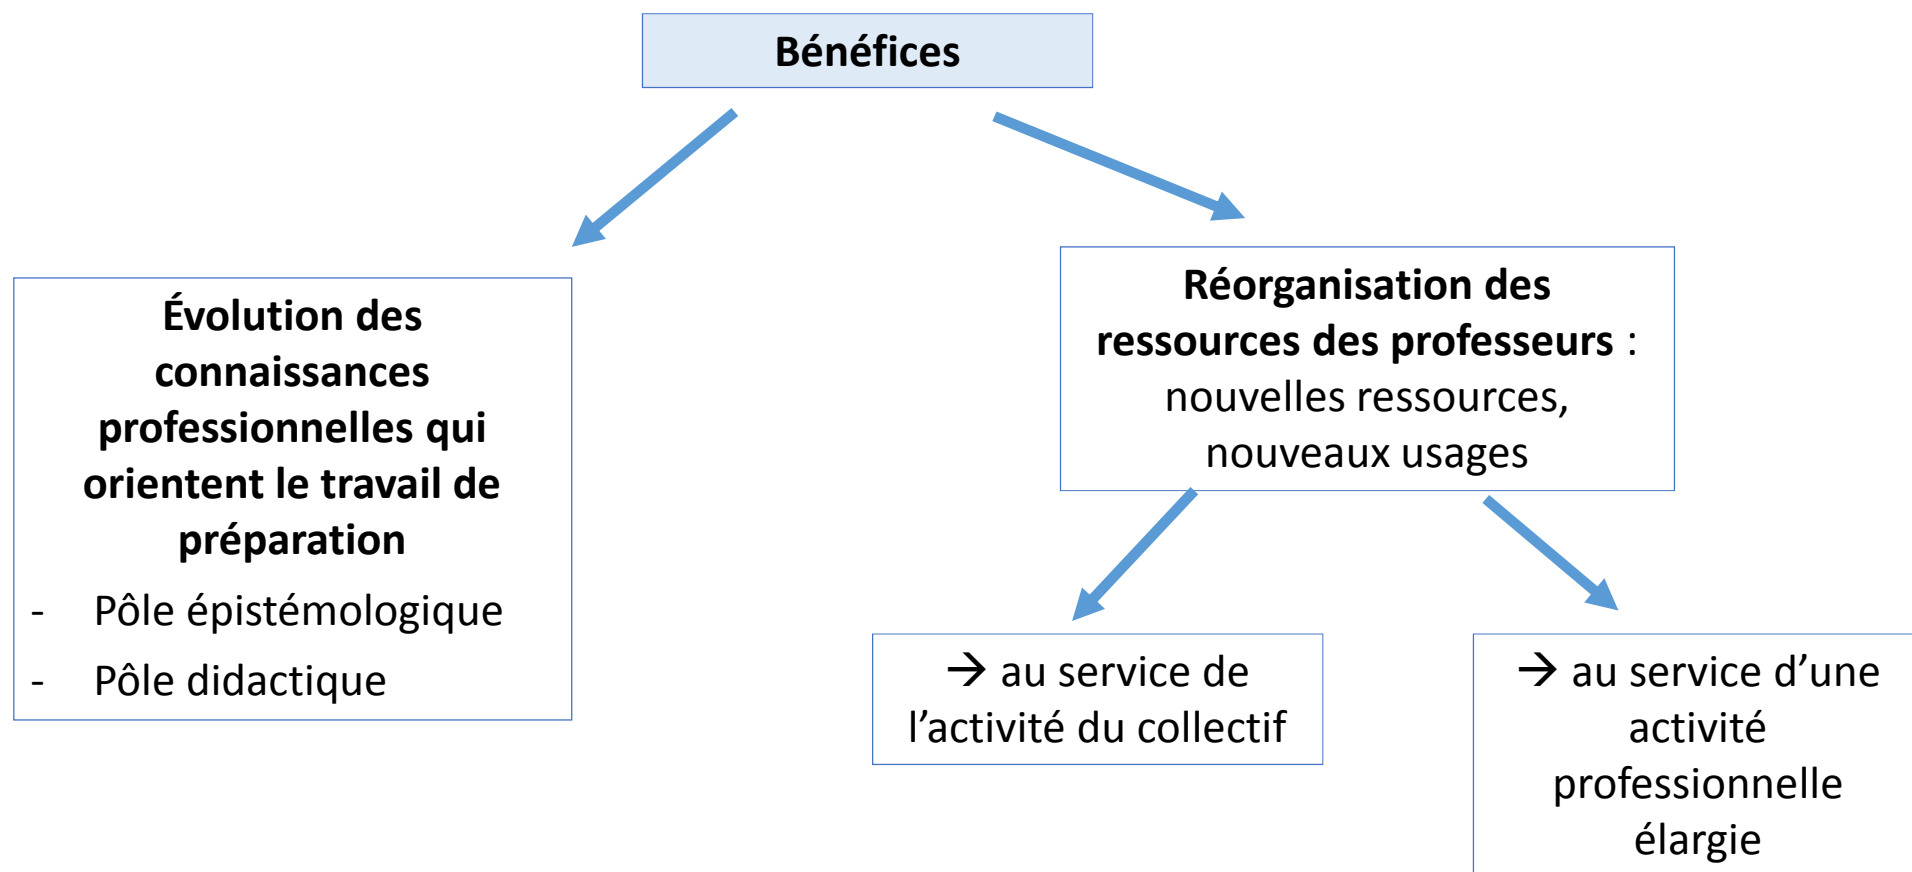 Bénéfices
Évolution des
connaissances
professionnelles qui
orientent le travail de
préparation
- Pôle épistémologique
- Pôle didactique
Réorganisation des
ressources des professeurs :
nouvelles ressources,
nouveaux usages
→ au service de
l’activité du collectif
→ au service d’une
activité
professionnelle
élargie